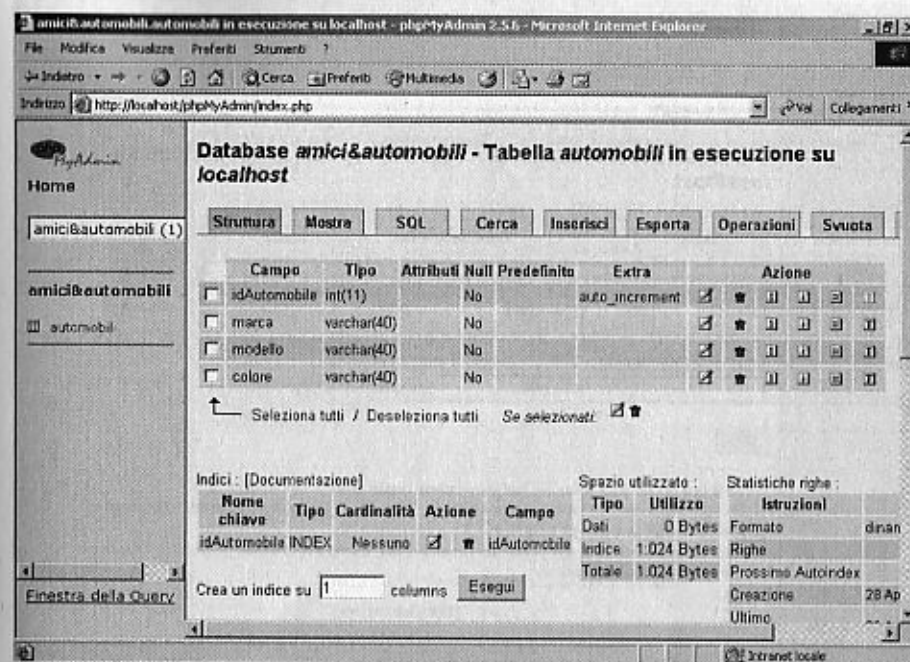 amici&automobili.automobili in esecuzione su localhost - phpMyAdmin 2.5.6 - Microsoft Internet Explorer
File Modifica Visualizza Preferiti Strumenti ?
Indietro Cerca Preferiti Multimedia
Indirizzo http://localhost/phpMyAdmin/index.php Vai Collegamenti
php
MyAdmin
Home
amici&automobili (1)
amici&automobili
automobili
Finestra della Query
Database amici&automobili - Tabella automobili in esecuzione su
localhost
Struttura Mostra SQL Cerca Inserisci Esporta Operazioni Svuota
Campo Tipo Attributi Null Predefinito Extra Azione
idAutomobile int(11) No auto_increment
marca varchar(40) No
modello varchar(40) No
colore varchar(40) No
Seleziona tutti / Deseleziona tutti Se selezionati:
Indici : [Documentazione]
Nome chiave Tipo Cardinalità Azione Campo
idAutomobile INDEX Nessuno idAutomobile
Crea un indice su 1 columns Esegui
Spazio utilizzato :
Tipo Utilizzo
Dati 0 Bytes
Indice 1.024 Bytes
Totale 1.024 Bytes
Statistiche righe :
Istruzioni
Formato dinan
Righe
Prossimo Autoindex
Creazione 28 Ap
Ultimo
Intranet locale